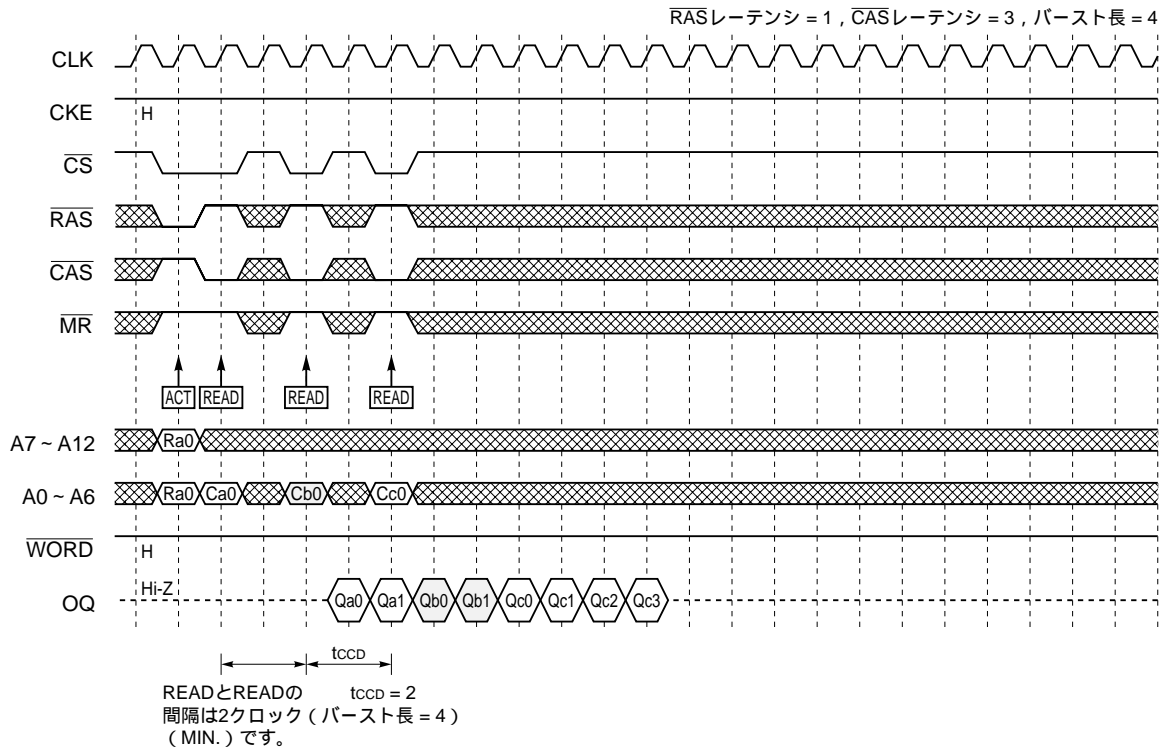 RASレーテンシ = 1 , CASレーテンシ = 3 , バースト長 = 4
CLK
CKE H
CS
RAS
CAS
MR
ACT READ READ READ
A7 ~ A12 Ra0
A0 ~ A6 Ra0 Ca0 Cb0 Cc0
WORD H
OQ Hi-Z Qa0 Qa1 Qb0 Qb1 Qc0 Qc1 Qc2 Qc3
tCCD
READとREADの tCCD = 2
間隔は2クロック ( バースト長 = 4 )
( MIN. ) です。